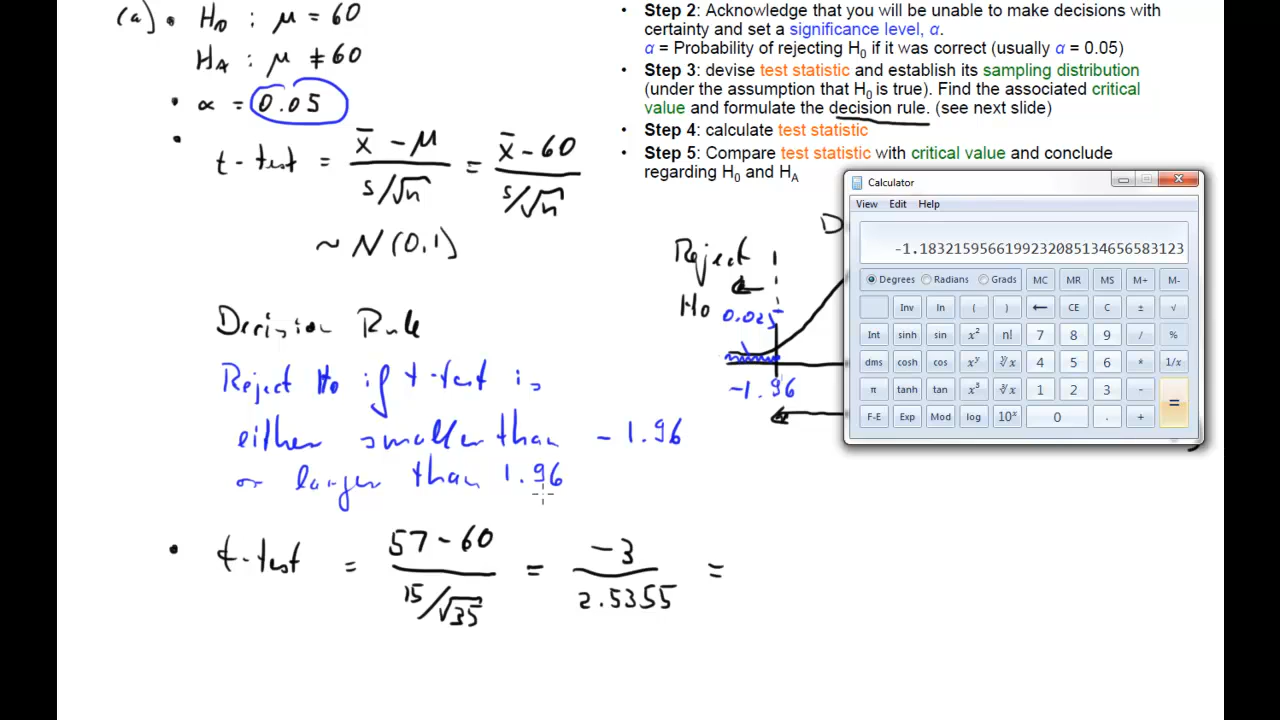 (a) · H0 : μ = 60
HA : μ ≠ 60
• α = 0.05
• t-test = x̄ - μ / s/√n = x̄ - 60 / s/√n
~ N(0,1)
Decision Rule
Reject Ho if t-test is
either smaller than - 1.96
or larger than 1.96
• t-test = 57 - 60 / 15/√35 = -3 / 2.5355 =
• Step 2: Acknowledge that you will be unable to make decisions with
certainty and set a significance level, α.
α = Probability of rejecting H0 if it was correct (usually α = 0.05)
• Step 3: devise test statistic and establish its sampling distribution
(under the assumption that H0 is true). Find the associated critical
value and formulate the decision rule. (see next slide)
• Step 4: calculate test statistic
• Step 5: Compare test statistic with critical value and conclude
regarding H0 and HA
D
Reject
Ho
0.025
-1.96
Calculator
View Edit Help
-1.1832159566199232085134656583123
Degrees Radians Grads MC MR MS M+ M-
Inv ln ( ) ← CE C ± √
Int sinh sin x² n! 7 8 9 / %
dms cosh cos xʸ ʸ√x 4 5 6 * 1/x
π tanh tan x³ ³√x 1 2 3 - =
F-E Exp Mod log 10ˣ 0 . +